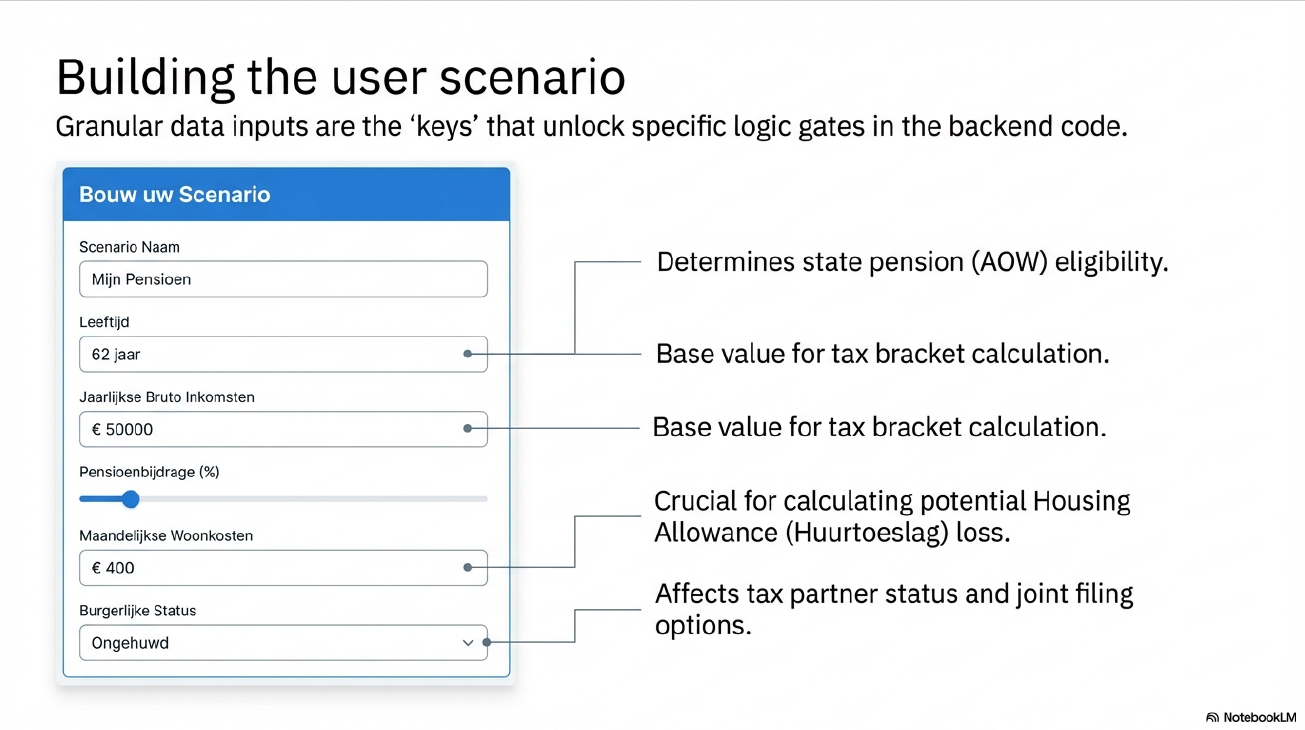 Building the user scenario
Granular data inputs are the ‘keys’ that unlock specific logic gates in the backend code.
Bouw uw Scenario
Scenario Naam
Mijn Pensioen
Leeftijd
62 jaar
Jaarlijkse Bruto Inkomsten
€ 50000
Pensioenbijdrage (%)
Maandelijkse Woonkosten
€ 400
Burgerlijke Status
Ongehuwd
Determines state pension (AOW) eligibility.
Base value for tax bracket calculation.
Base value for tax bracket calculation.
Crucial for calculating potential Housing
Allowance (Huurtoeslag) loss.
Affects tax partner status and joint filing
options.
NotebookLM